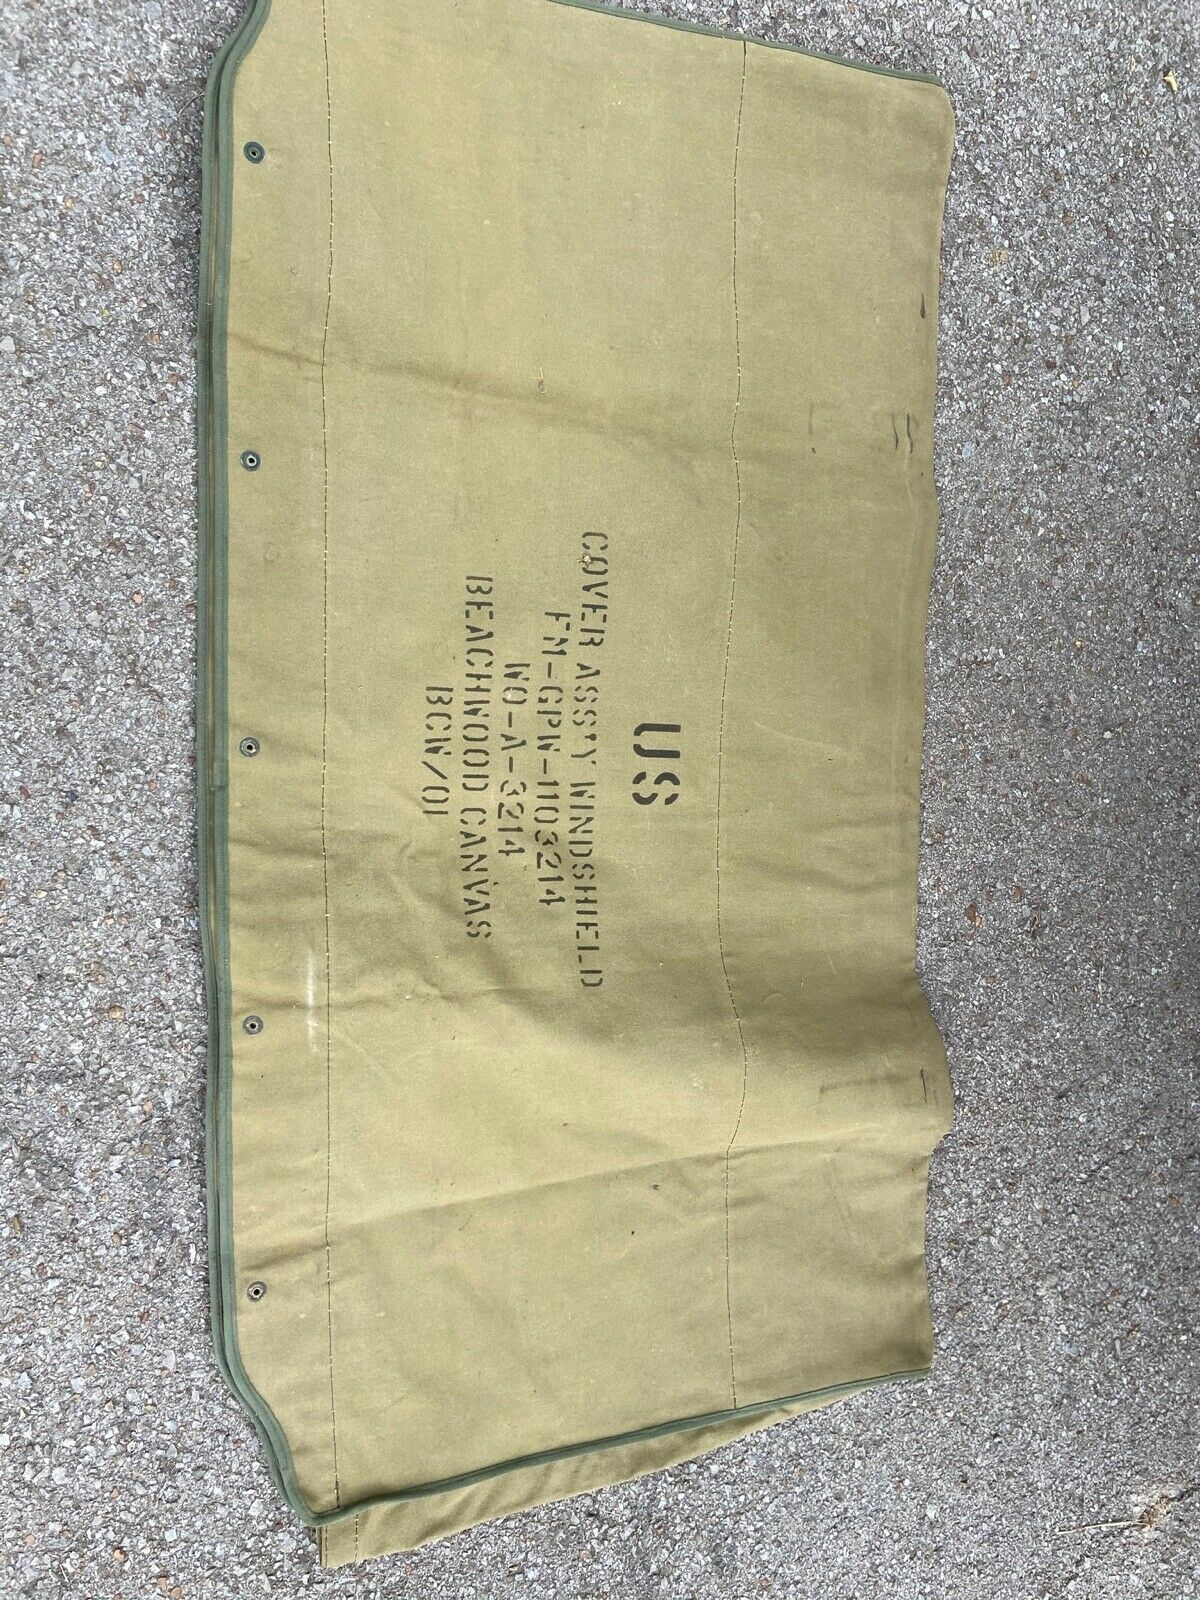 US
COVER ASS'Y WINDSHIELD
FM-GPW-1103214
WO-A-3214
BEACHWOOD CANVAS
BCW/01